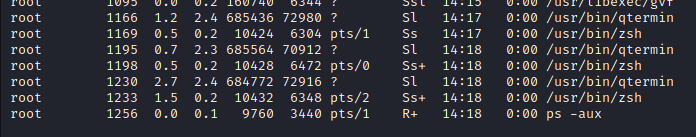 root 1095 0.0 0.2 160740 6344 ? Ssl 14:15 0:00 /usr/libexec/gvf
root 1166 1.2 2.4 685436 72980 ? Sl 14:17 0:00 /usr/bin/qtermin
root 1169 0.5 0.2 10424 6304 pts/1 Ss 14:17 0:00 /usr/bin/zsh
root 1195 0.7 2.3 685564 70912 ? Sl 14:18 0:00 /usr/bin/qtermin
root 1198 0.5 0.2 10428 6472 pts/0 Ss+ 14:18 0:00 /usr/bin/zsh
root 1230 2.7 2.4 684772 72916 ? Sl 14:18 0:00 /usr/bin/qtermin
root 1233 1.5 0.2 10432 6348 pts/2 Ss+ 14:18 0:00 /usr/bin/zsh
root 1256 0.0 0.1 9760 3440 pts/1 R+ 14:18 0:00 ps -aux